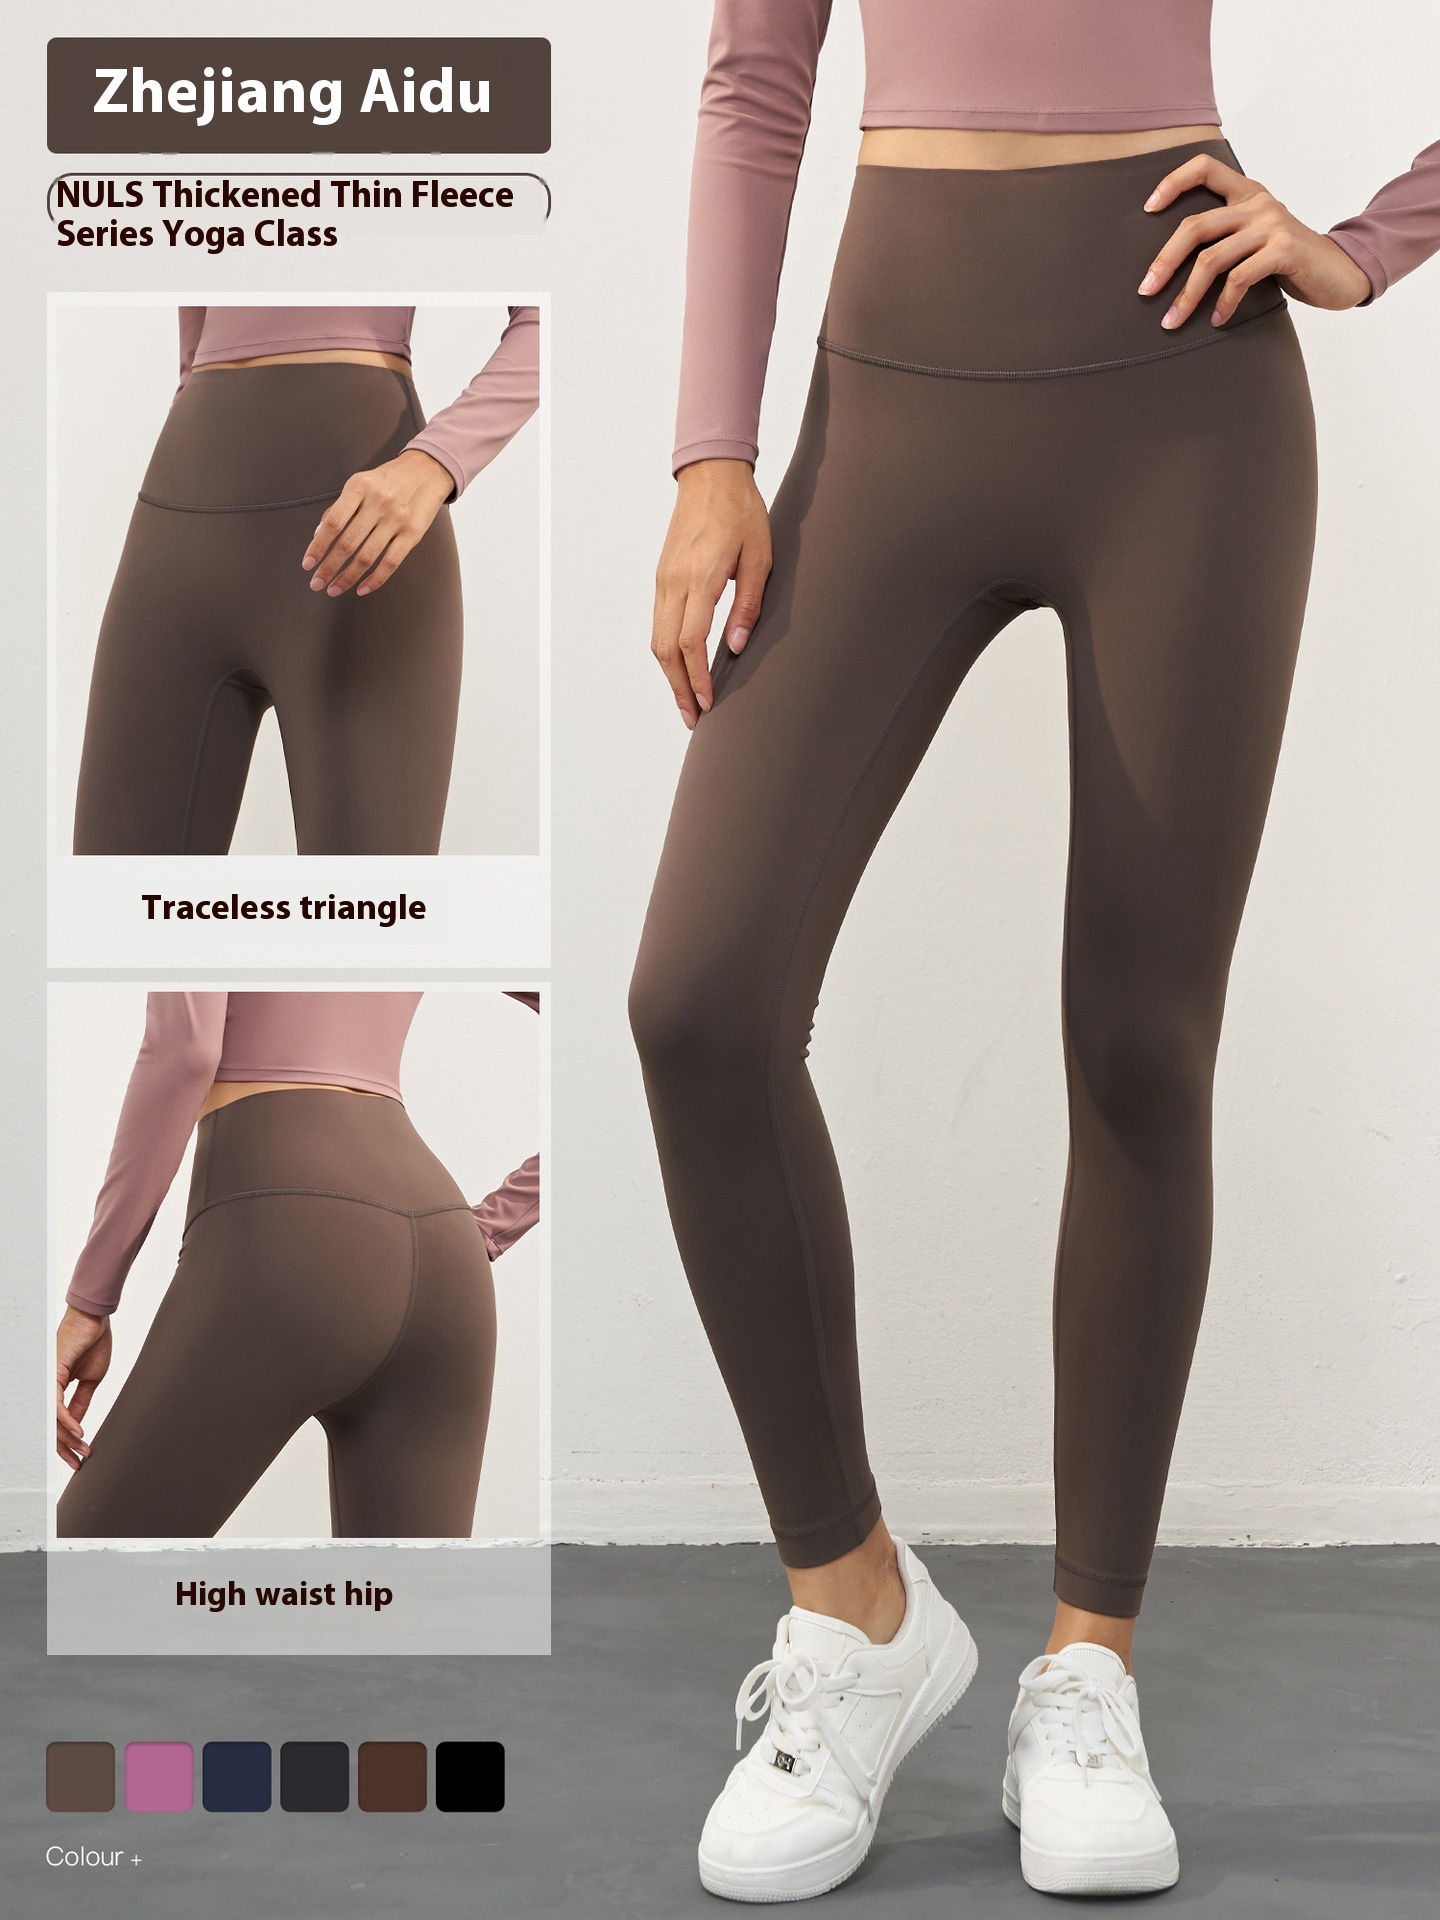 Zhejiang Aidu
NULS Thickened Thin Fleece
Series Yoga Class
Traceless triangle
High waist hip
Colour +